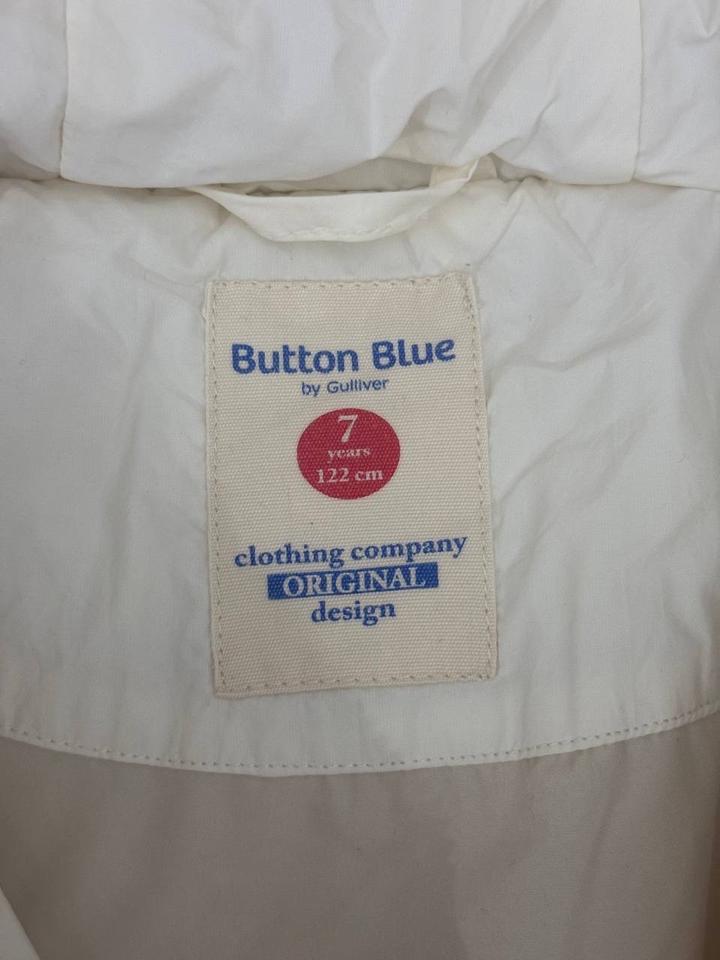 Button Blue
by Gulliver
7
years
122 cm
clothing company
ORIGINAL
design